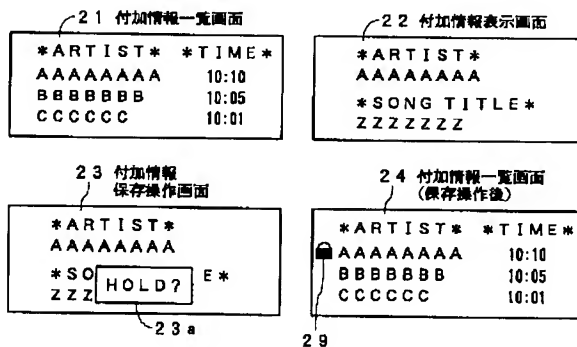 21 付加情報一覧画面
*ARTIST* *TIME*
AAAAAAAA 10:10
BBBBBBB 10:05
CCCCCC 10:01
22 付加情報表示画面
*ARTIST*
AAAAAAAA
*SONG TITLE*
ZZZZZZZ
23 付加情報
保存操作画面
*ARTIST*
AAAAAAAA
*SO E*
ZZZ HOLD?
23a
24 付加情報一覧画面
(保存操作後)
*ARTIST* *TIME*
AAAAAAAA 10:10
BBBBBBB 10:05
CCCCCC 10:01
29